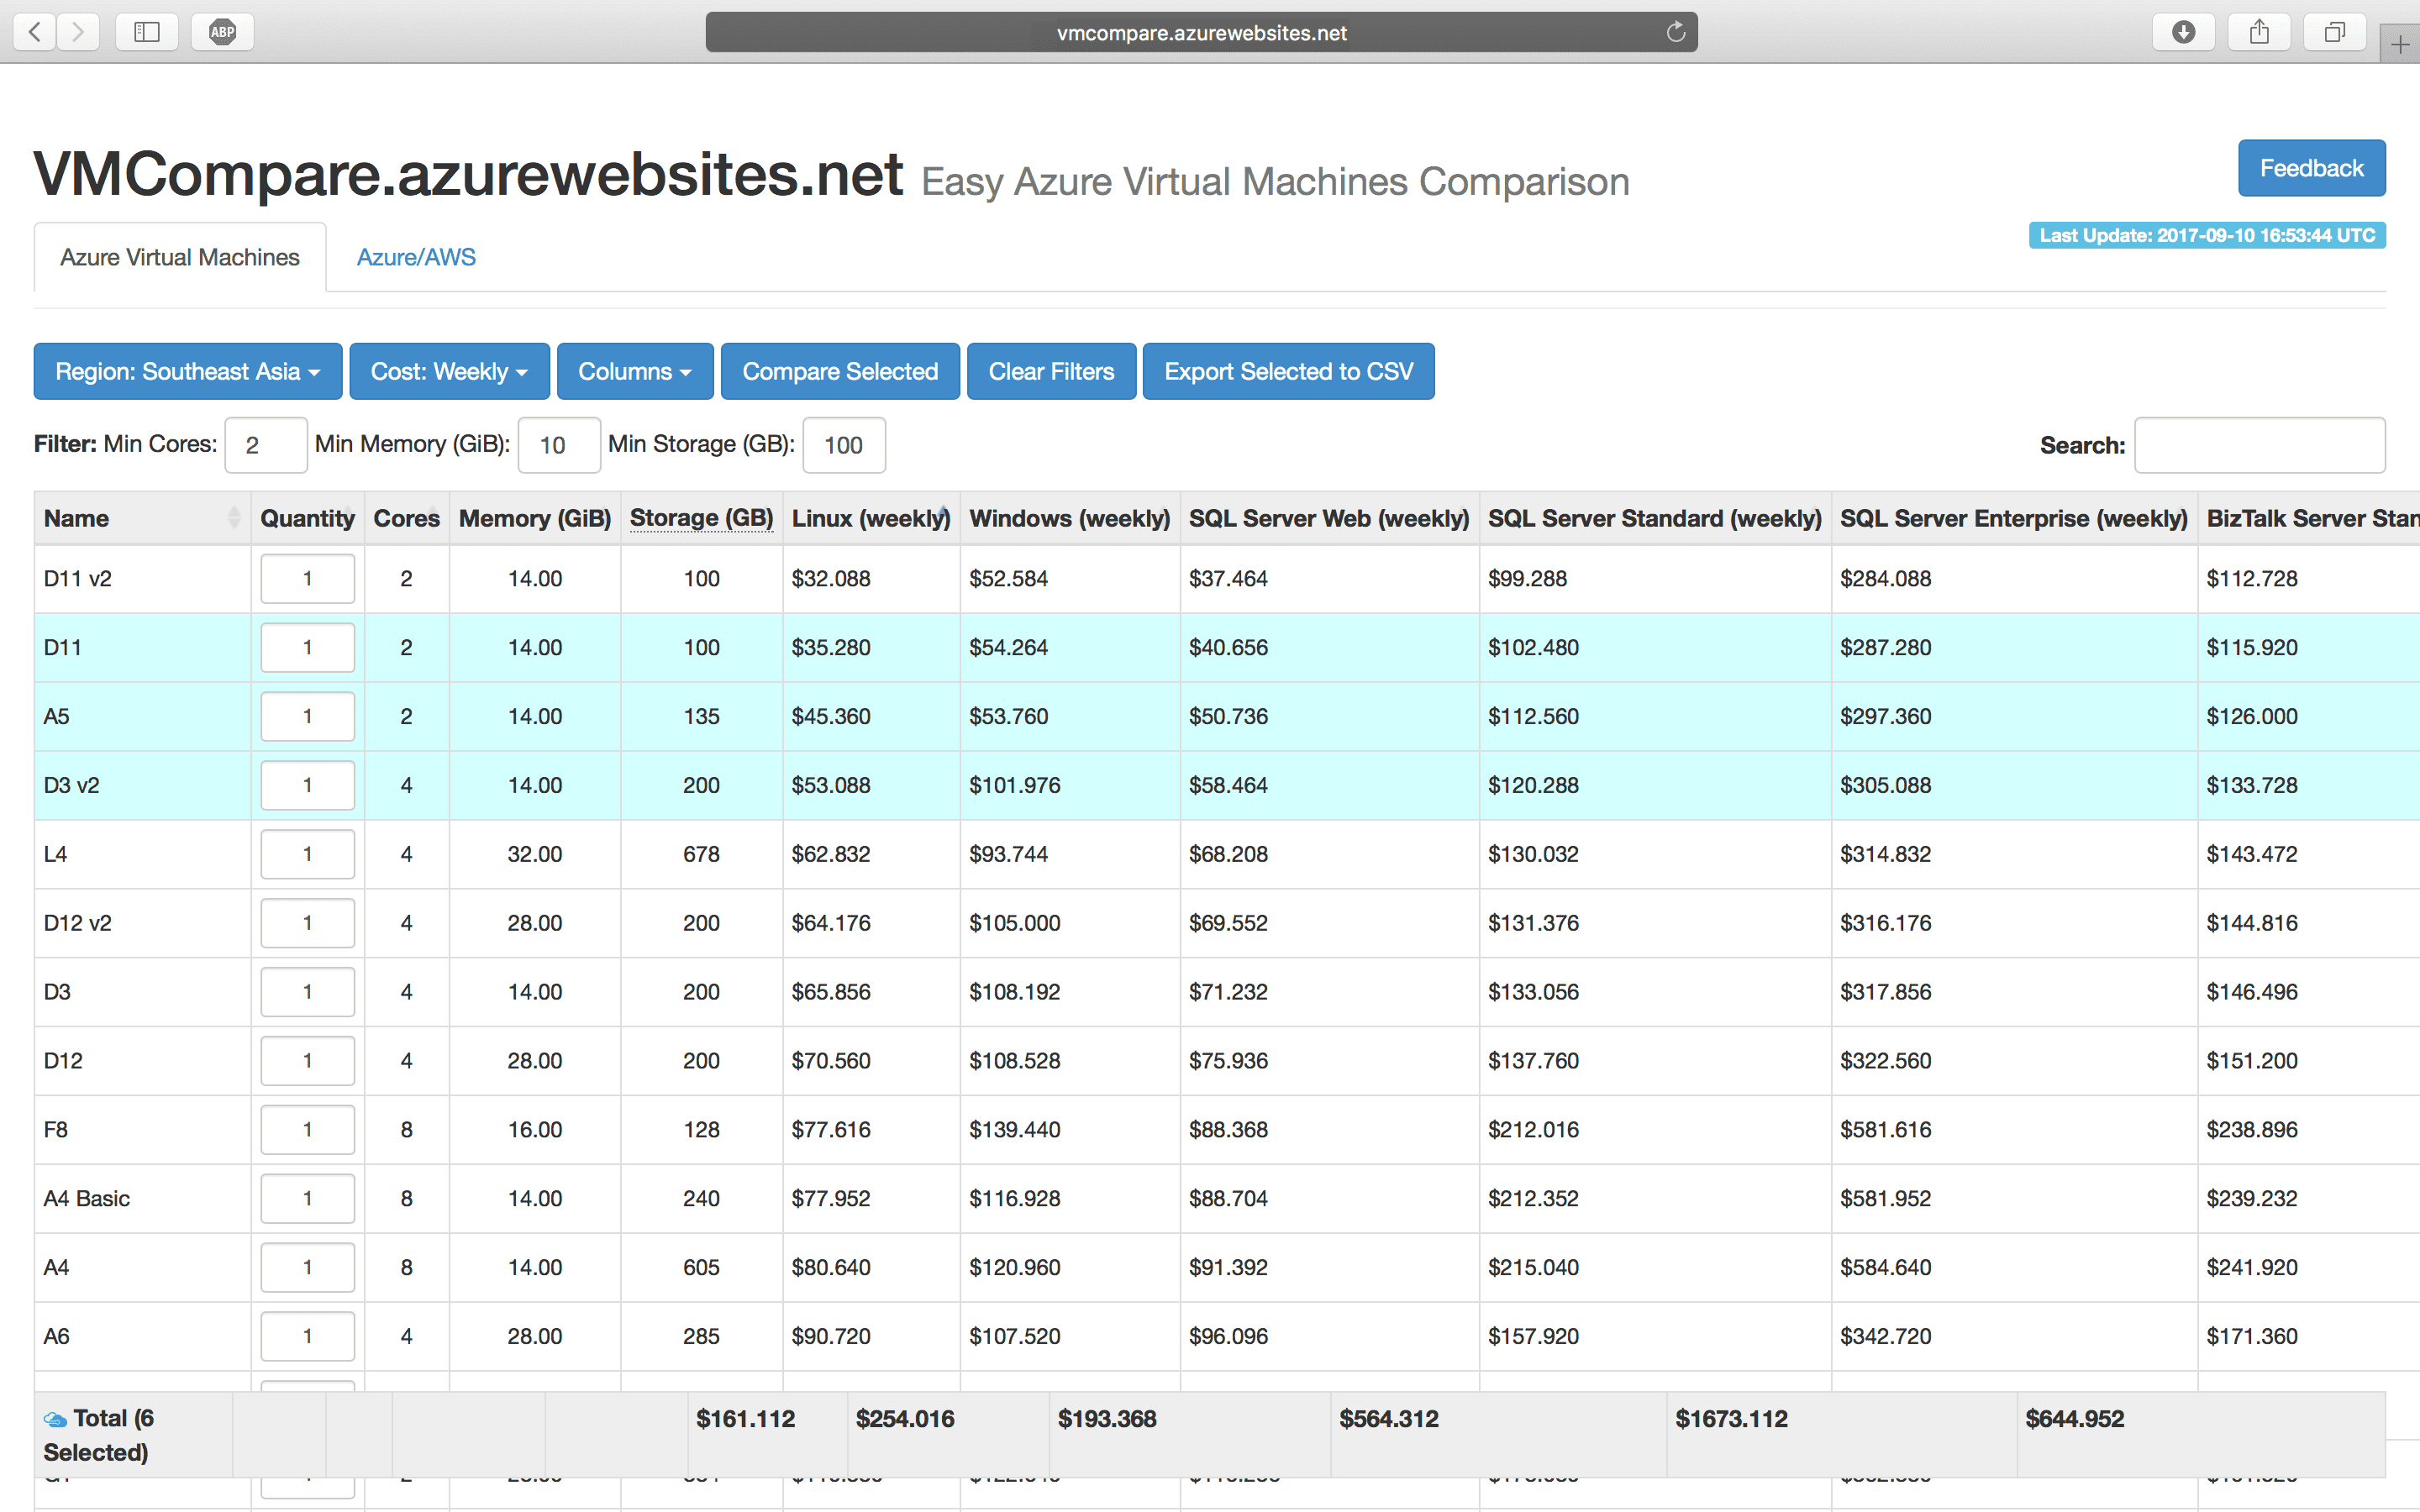 ABP
vmcompare.azurewebsites.net
VMCompare.azurewebsites.net Easy Azure Virtual Machines Comparison
Feedback
Azure Virtual Machines Azure/AWS
Last Update: 2017-09-10 16:53:44 UTC
Region: Southeast Asia Cost: Weekly Columns Compare Selected Clear Filters Export Selected to CSV
Filter: Min Cores: 2 Min Memory (GiB): 10 Min Storage (GB): 100 Search:
Name Quantity Cores Memory (GiB) Storage (GB) Linux (weekly) Windows (weekly) SQL Server Web (weekly) SQL Server Standard (weekly) SQL Server Enterprise (weekly) BizTalk Server
D11 v2 1 2 14.00 100 $32.088 $52.584 $37.464 $99.288 $284.088 $112.728
D11 1 2 14.00 100 $35.280 $54.264 $40.656 $102.480 $287.280 $115.920
A5 1 2 14.00 135 $45.360 $53.760 $50.736 $112.560 $297.360 $126.000
D3 v2 1 4 14.00 200 $53.088 $101.976 $58.464 $120.288 $305.088 $133.728
L4 1 4 32.00 678 $62.832 $93.744 $68.208 $130.032 $314.832 $143.472
D12 v2 1 4 28.00 200 $64.176 $105.000 $69.552 $131.376 $316.176 $144.816
D3 1 4 14.00 200 $65.856 $108.192 $71.232 $133.056 $317.856 $146.496
D12 1 4 28.00 200 $70.560 $108.528 $75.936 $137.760 $322.560 $151.200
F8 1 8 16.00 128 $77.616 $139.440 $88.368 $212.016 $581.616 $238.896
A4 Basic 1 8 14.00 240 $77.952 $116.928 $88.704 $212.352 $581.952 $239.232
A4 1 8 14.00 605 $80.640 $120.960 $91.392 $215.040 $584.640 $241.920
A6 1 4 28.00 285 $90.720 $107.520 $96.096 $157.920 $342.720 $171.360
Total (6 $161.112 $254.016 $193.368 $564.312 $1673.112 $644.952
Selected)